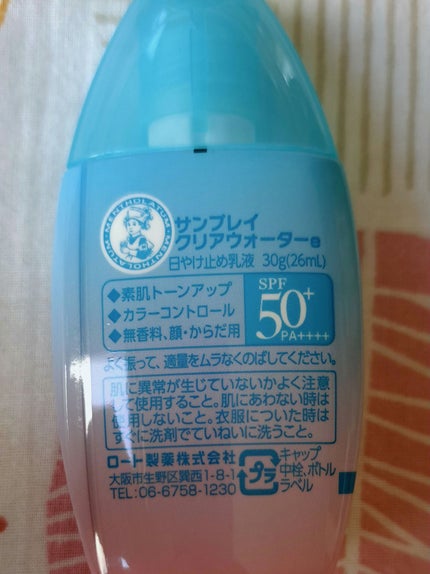 MENTHOLATUM・MENTHOLATUM・
サンプレイ
クリアウォーターe
日やけ止め乳液 30g(26mL)
◆素肌トーンアップ
◆カラーコントロール
◆無香料、顔・からだ用
SPF
50+
PA++++
よく振って、適量をムラなくのばしてください。
肌に異常が生じていないかよく注意
して使用すること。肌にあわない時は
使用しないこと。衣服についた時は
すぐに洗剤でていねいに洗うこと。
ロート製薬株式会社
大阪市生野区巽西1-8-1
TEL:06-6758-1230
プラ
キャップ
中栓、ボトル
ラベル